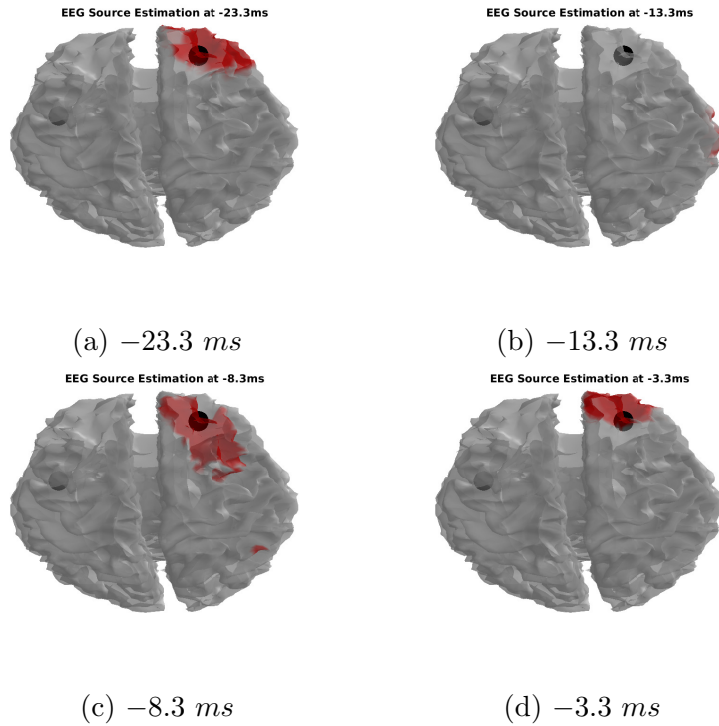 EEG Source Estimation at -23.3ms
EEG Source Estimation at -13.3ms
(a) −23.3 ms
(b) −13.3 ms
EEG Source Estimation at -8.3ms
EEG Source Estimation at -3.3ms
(c) −8.3 ms
(d) −3.3 ms